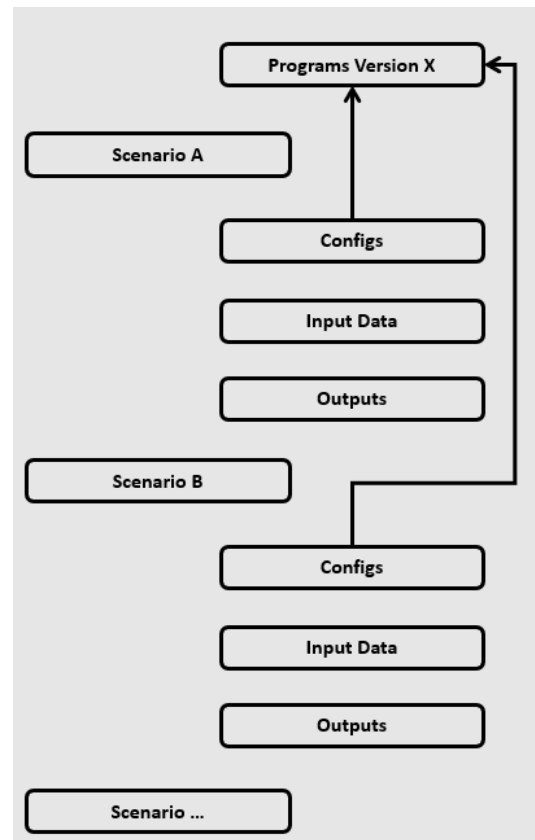 Programs Version X
Scenario A
Configs
Input Data
Outputs
Scenario B
Configs
Input Data
Outputs
Scenario ...